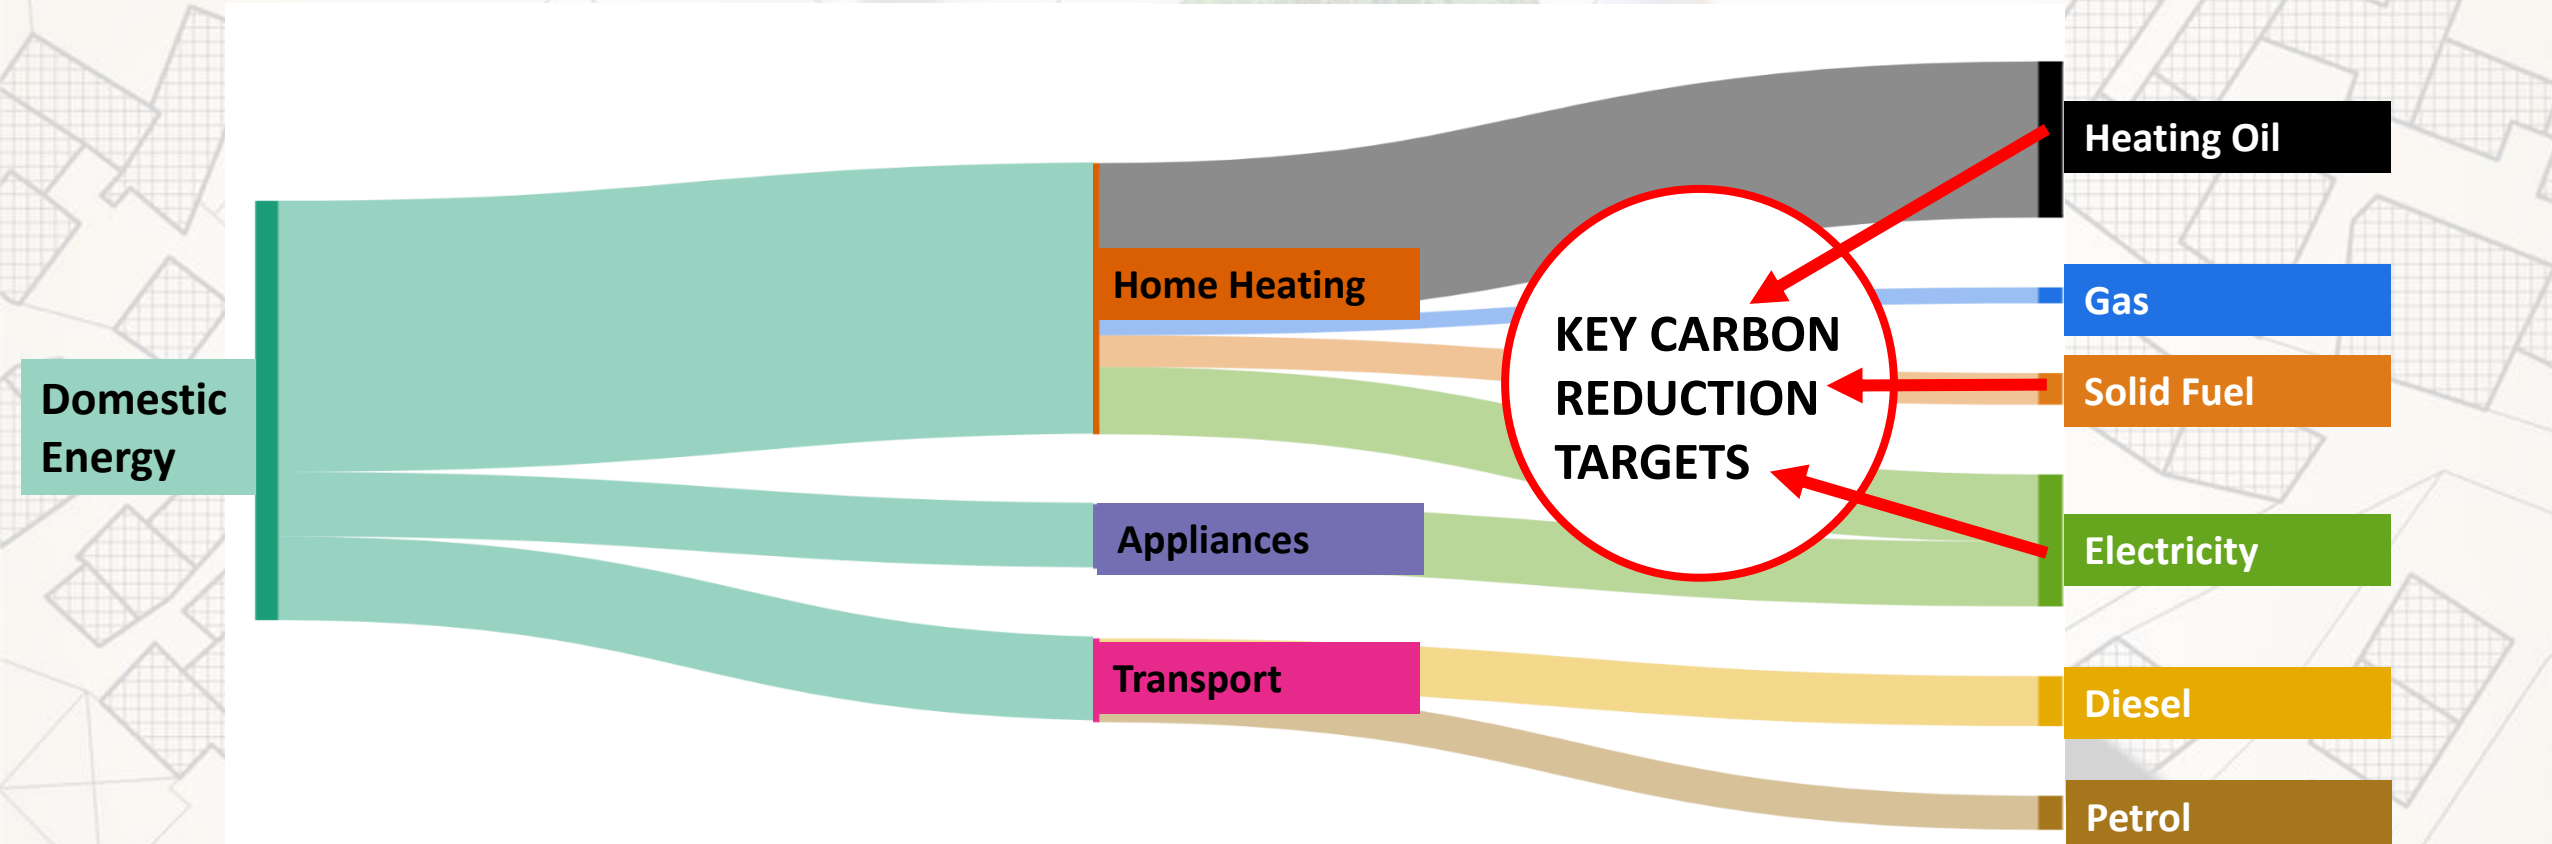 Domestic
Energy
Home Heating
Appliances
Transport
KEY CARBON
REDUCTION
TARGETS
Heating Oil
Gas
Solid Fuel
Electricity
Diesel
Petrol